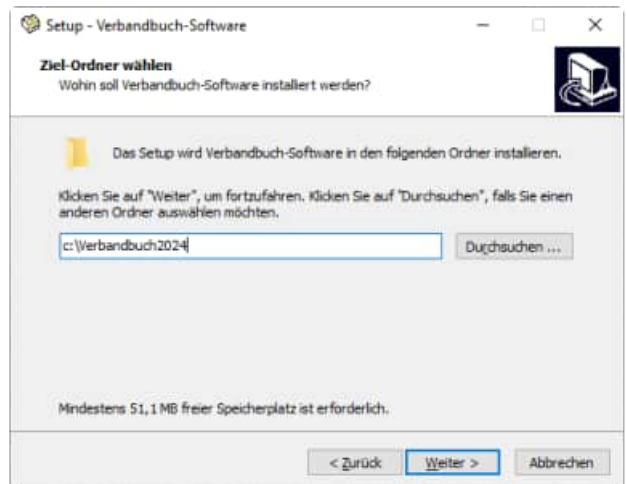 Setup - Verbandbuch-Software
Ziel-Ordner wählen
Wohin soll Verbandbuch-Software installiert werden?
Das Setup wird Verbandbuch-Software in den folgenden Ordner installieren.
Klicken Sie auf "Weiter", um fortzufahren. Klicken Sie auf "Durchsuchen", falls Sie einen
anderen Ordner auswählen möchten.
c:\Verbandbuch2024
Durchsuchen ...
Mindestens 51,1 MB freier Speicherplatz ist erforderlich.
< Zurück
Weiter >
Abbrechen